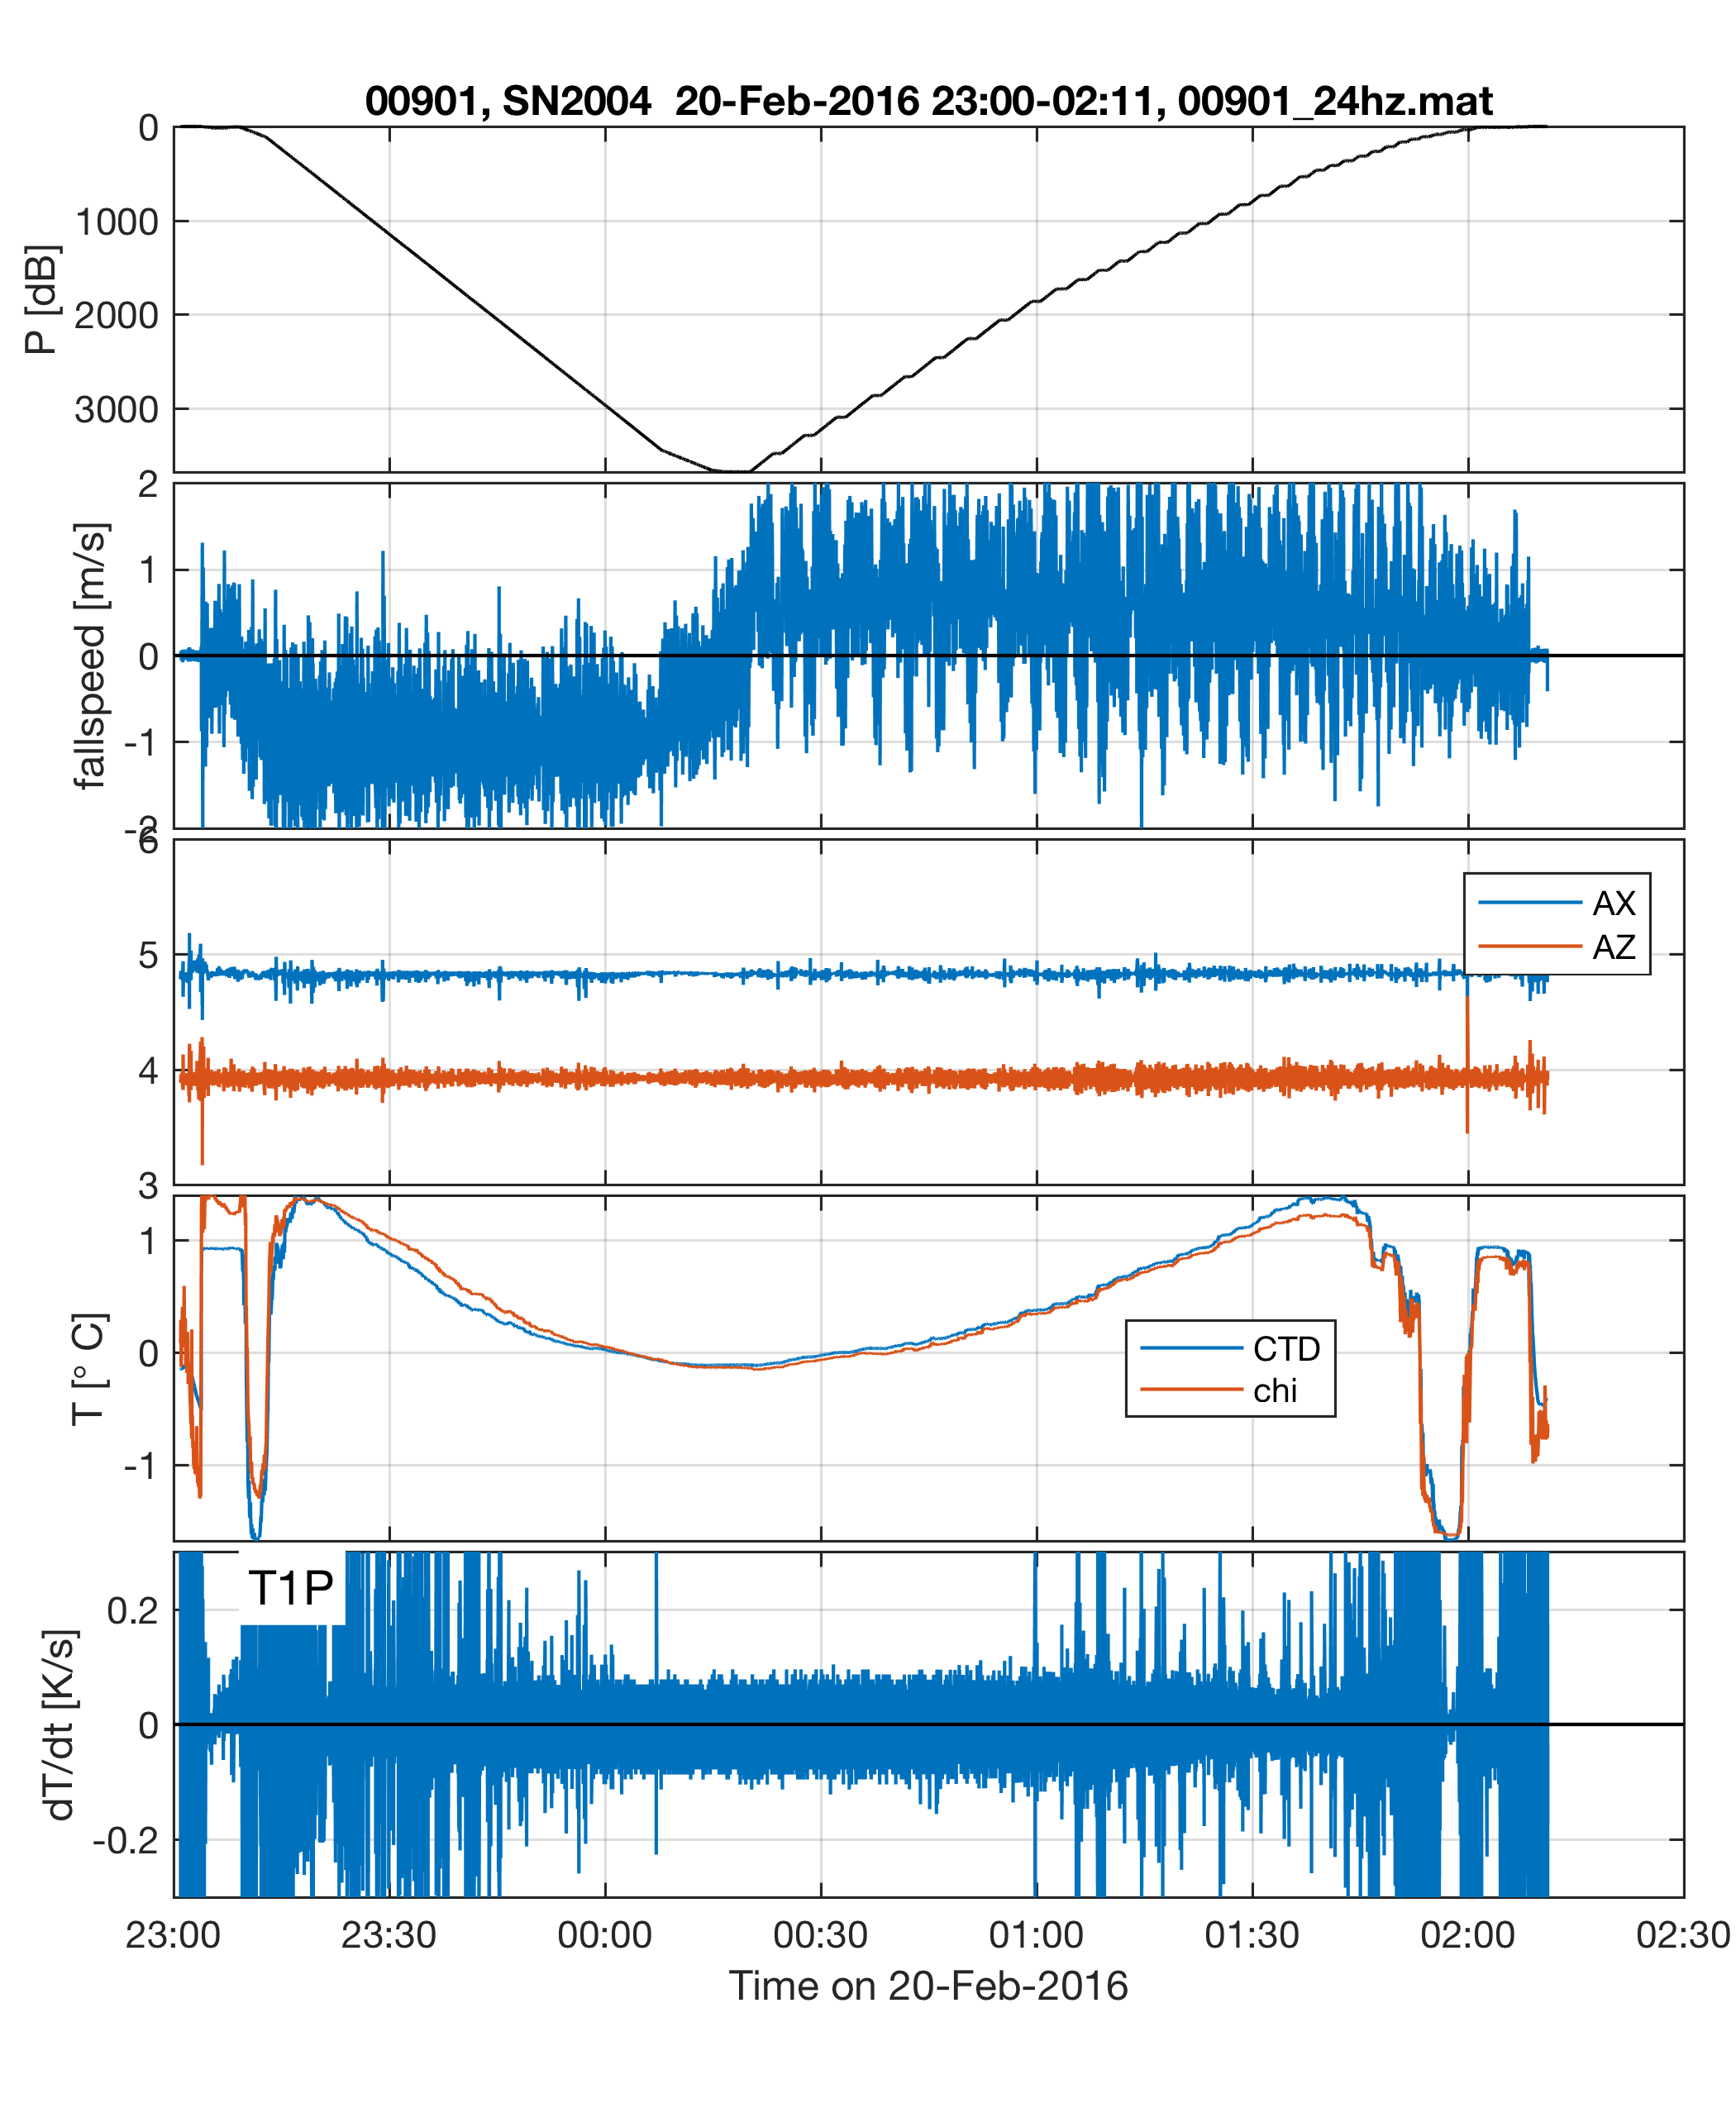 00901, SN2004  20-Feb-2016 23:00-02:11, 00901_24hz.mat
0
1000
2000
3000
P [dB]
2
1
0
-1
-2
fallspeed [m/s]
6
5
4
3
AX
AZ
3
1
0
-1
T [° C]
CTD
chi
T1P
0.2
0
-0.2
dT/dt [K/s]
23:00 23:30 00:00 00:30 01:00 01:30 02:00 02:30
Time on 20-Feb-2016